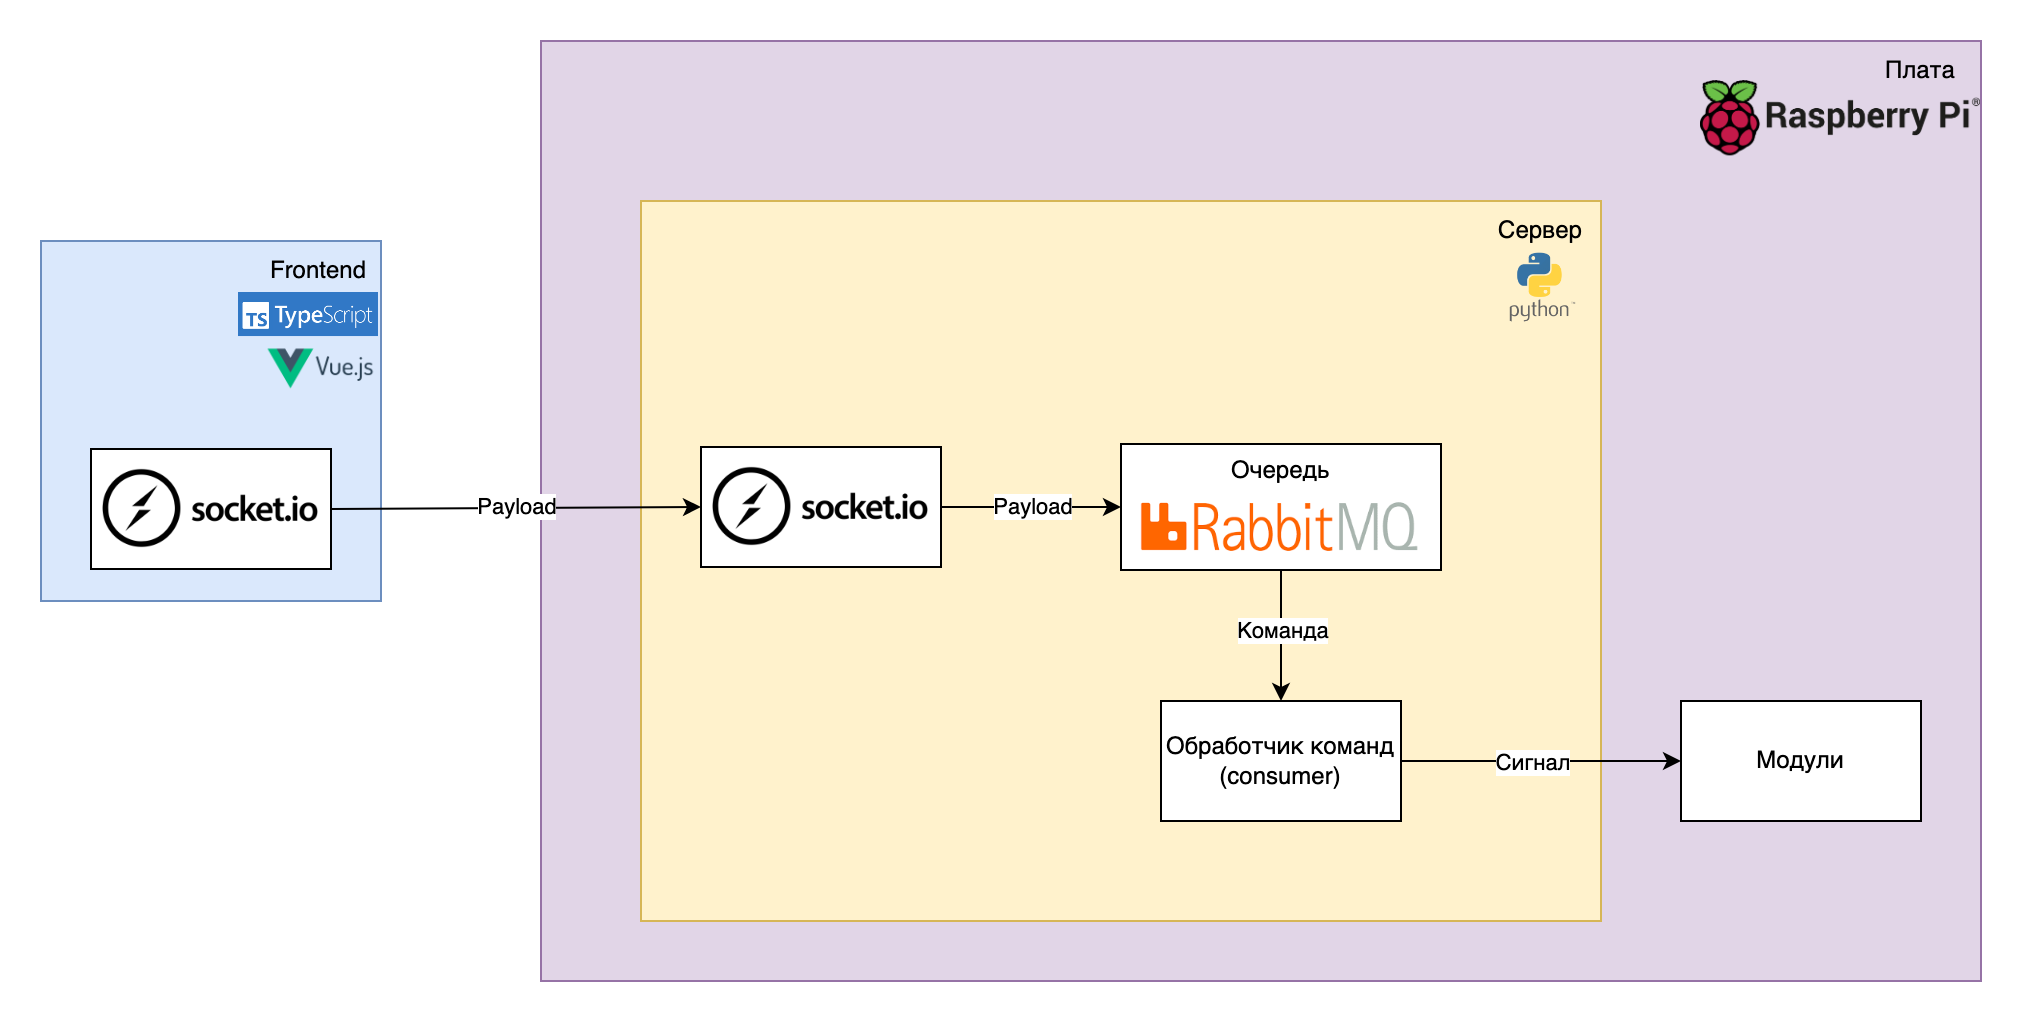 Плата
Raspberry Pi®
Сервер
python™
Frontend
TS TypeScript
Vue.js
socket.io
Payload
socket.io
Payload
Очередь
RabbitMQ
Команда
Обработчик команд
(consumer)
Сигнал
Модули